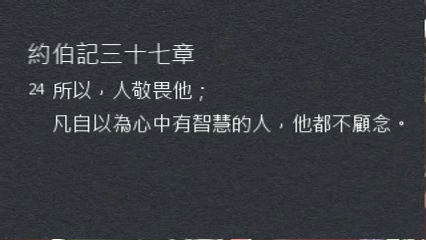 約伯記三十七章
24 所以，人敬畏他；
凡自以為心中有智慧的人，他都不顧念。